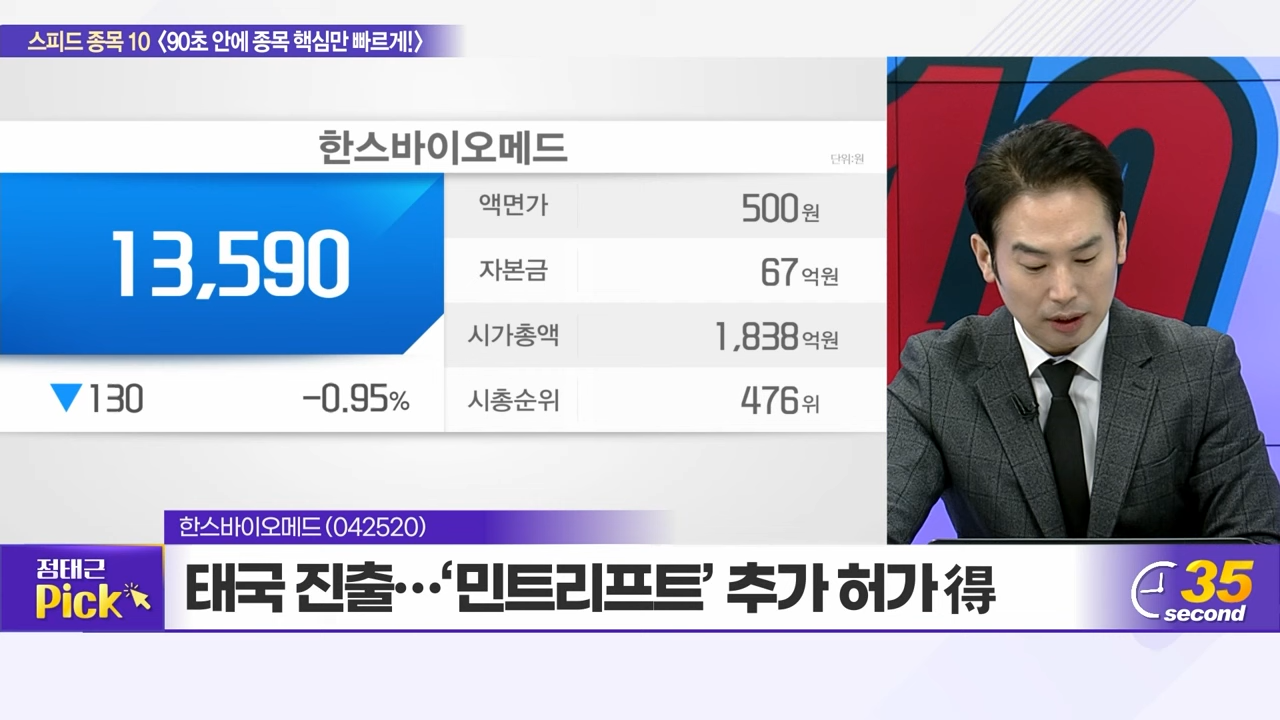 스피드 종목 10 〈90초 안에 종목 핵심만 빠르게!〉
한스바이오메드
단위:원
13,590
▼130 -0.95%
액면가 500원
자본금 67억원
시가총액 1,838억원
시총순위 476위
10
한스바이오메드 (042520)
정태근
Pick
태국 진출…‘민트리프트’ 추가 허가 得
35
second